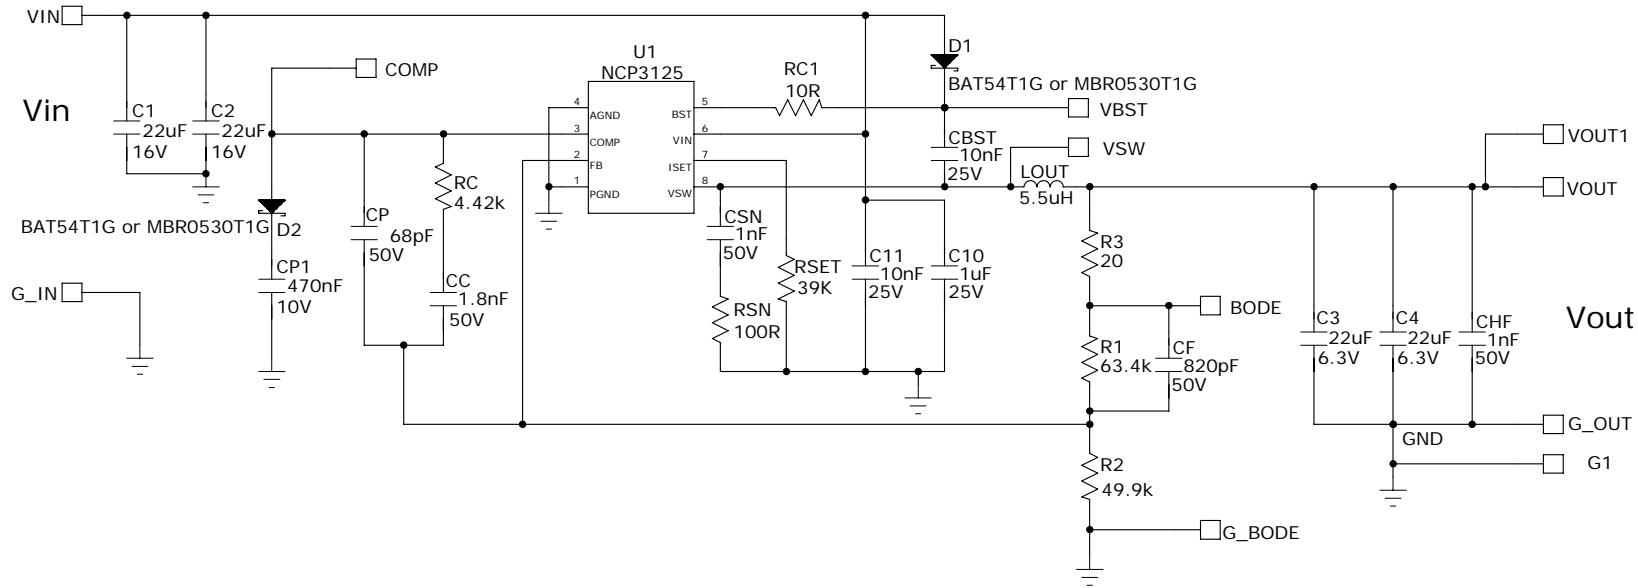 VIN
COMP
Vin
C1
22uF
16V
C2
22uF
16V
BAT54T1G or MBR0530T1G
D2
CP1
470nF
10V
G_IN
CP
68pF
50V
RC
4.42k
CC
1.8nF
50V
U1
NCP3125
4
AGND
3
COMP
2
FB
1
PGND
5
BST
6
VIN
7
ISET
8
VSW
RC1
10R
D1
BAT54T1G or MBR0530T1G
VBST
CBST
10nF
25V
VSW
LOUT
5.5uH
CSN
1nF
50V
RSN
100R
RSET
39K
C11
10nF
25V
C10
1uF
25V
R3
20
BODE
R1
63.4k
CF
820pF
50V
R2
49.9k
G_BODE
VOUT1
VOUT
C3
22uF
6.3V
C4
22uF
6.3V
CHF
1nF
50V
Vout
GND
G_OUT
G1